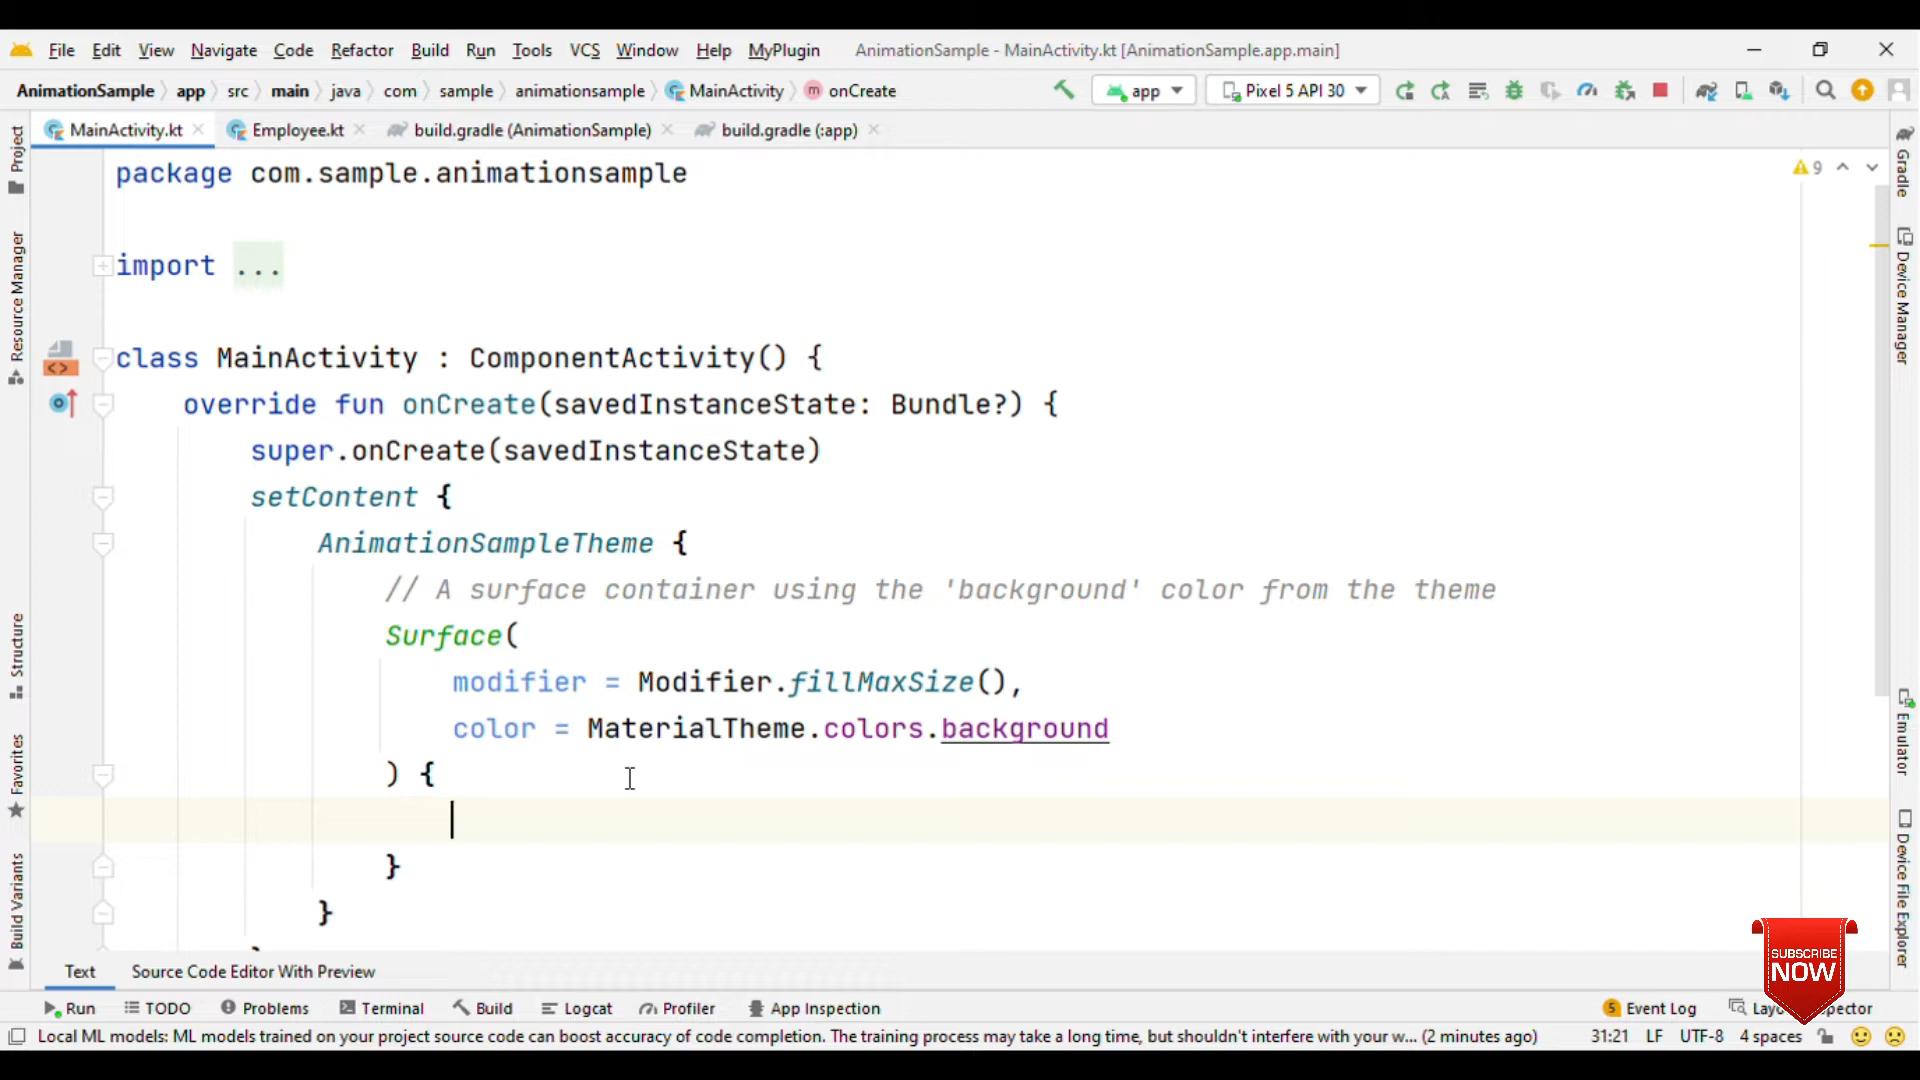 File Edit View Navigate Code Refactor Build Run Tools VCS Window Help MyPlugin AnimationSample - MainActivity.kt [AnimationSample.app.main]
AnimationSample app src main java com sample animationsample MainActivity m onCreate app Pixel 5 API 30
MainActivity.kt Employee.kt build.gradle (AnimationSample) build.gradle (:app)
Project
Resource Manager
Structure
Favorites
Build Variants
package com.sample.animationsample
9
import ...
class MainActivity : ComponentActivity() {
override fun onCreate(savedInstanceState: Bundle?) {
super.onCreate(savedInstanceState)
setContent {
AnimationSampleTheme {
// A surface container using the 'background' color from the theme
Surface(
modifier = Modifier.fillMaxSize(),
color = MaterialTheme.colors.background
) {
}
}
Gradle
Device Manager
Emulator
Device File Explorer
SUBSCRIBE
NOW
Text Source Code Editor With Preview
Run TODO Problems Terminal Build Logcat Profiler App Inspection 5 Event Log
Local ML models: ML models trained on your project source code can boost accuracy of code completion. The training process may take a long time, but shouldn't interfere with your w... (2 minutes ago) 31:21 LF UTF-8 4 spaces